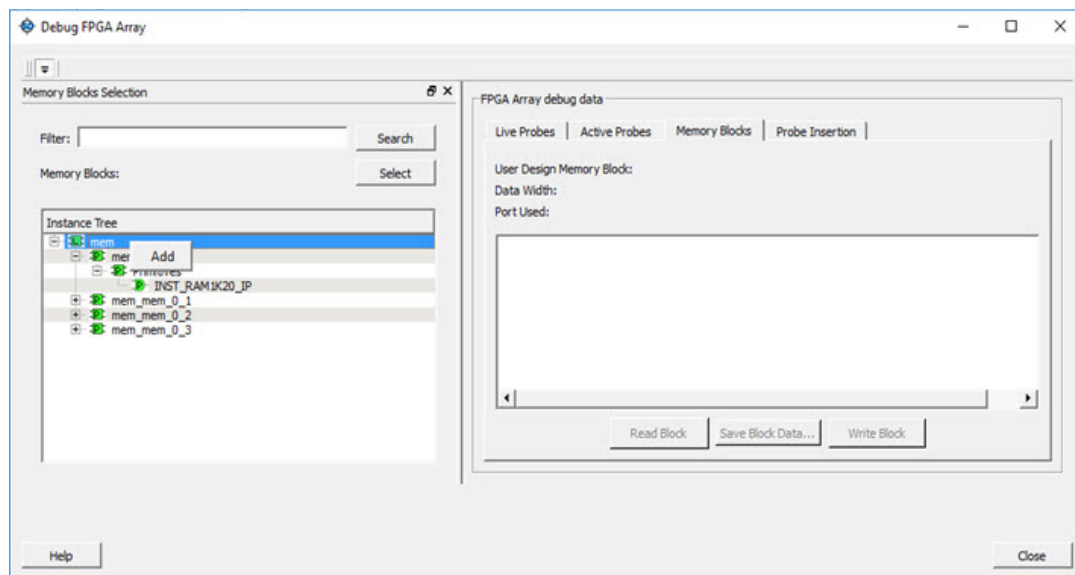 Debug FPGA Array
Memory Blocks Selection
Filter:
Search
Memory Blocks:
Select
Instance Tree
mem
Add
INST_RAM1K20_IP
mem_mem_0_1
mem_mem_0_2
mem_mem_0_3
FPGA Array debug data
Live Probes Active Probes Memory Blocks Probe Insertion
User Design Memory Block:
Data Width:
Port Used:
Read Block Save Block Data... Write Block
Help
Close